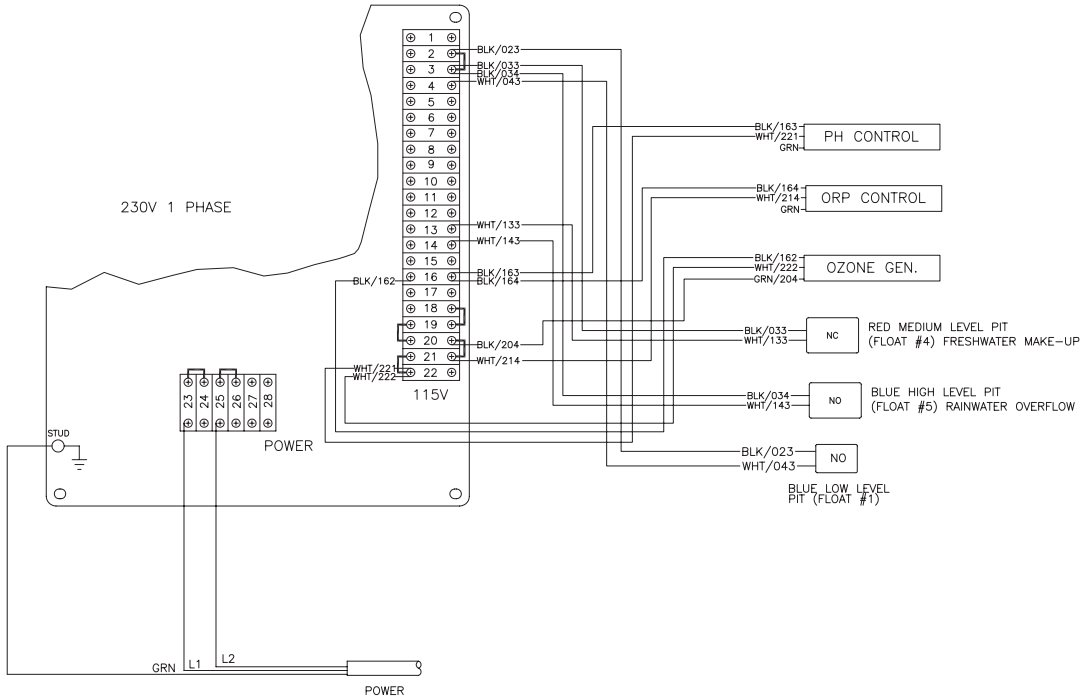 1
2
3
4
5
6
7
8
9
10
11
12
13
14
15
16
17
18
19
20
21
22
115V
BLK/023
BLK/033
BLK/034
WHT/043
WHT/133
WHT/143
BLK/163
BLK/164
BLK/162
BLK/204
WHT/214
WHT/221
WHT/222
230V 1 PHASE
BLK/163
WHT/221
GRN
PH CONTROL
BLK/164
WHT/214
GRN
ORP CONTROL
BLK/162
WHT/222
GRN/204
OZONE GEN.
BLK/033
WHT/133
NC
RED MEDIUM LEVEL PIT
(FLOAT #4) FRESHWATER MAKE-UP
BLK/034
WHT/143
NO
BLUE HIGH LEVEL PIT
(FLOAT #5) RAINWATER OVERFLOW
BLK/023
WHT/043
NO
BLUE LOW LEVEL
PIT (FLOAT #1)
23
24
25
26
27
28
POWER
STUD
GRN
L1
L2
POWER